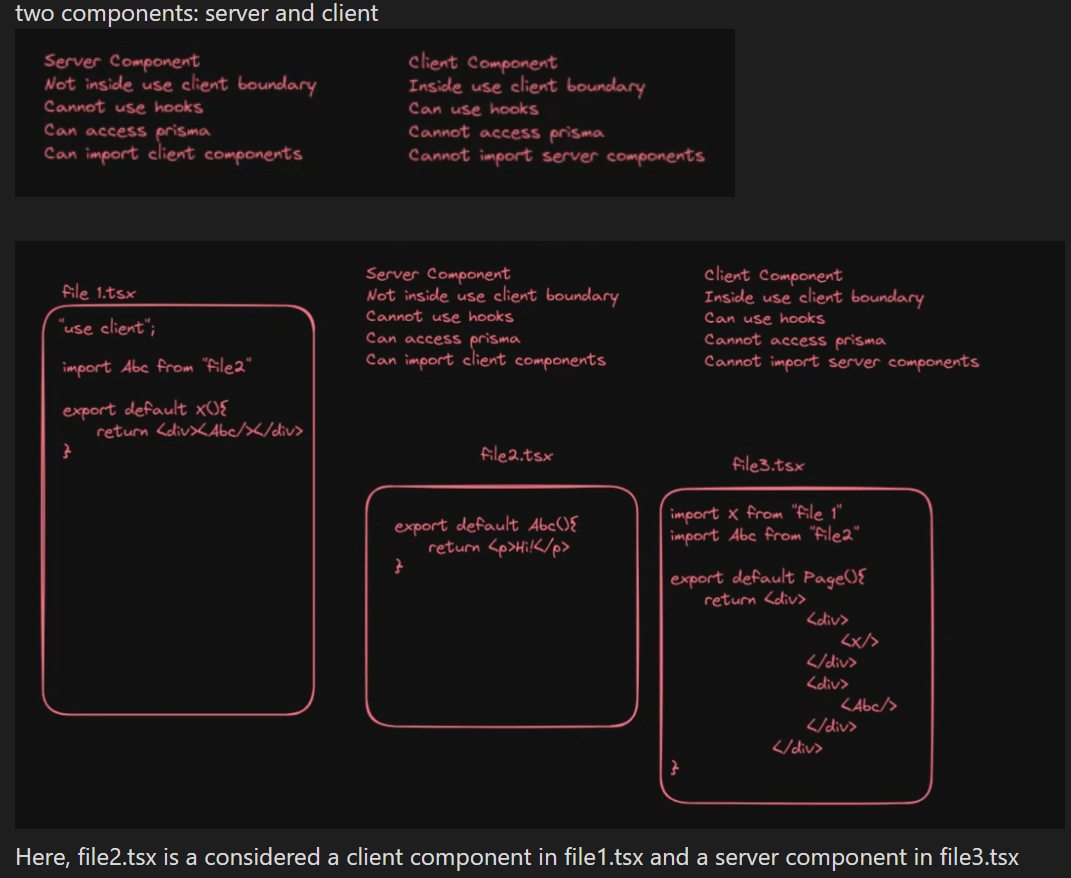 two components: server and client
Server Component
Not inside use client boundary
Cannot use hooks
Can access prisma
Can import client components
Client Component
Inside use client boundary
Can use hooks
Cannot access prisma
Cannot import server components
file 1.tsx
"use client";
import Abc from "file2"
export default x(){
return <div><Abc/></div>
}
Server Component
Not inside use client boundary
Cannot use hooks
Can access prisma
Can import client components
Client Component
Inside use client boundary
Can use hooks
Cannot access prisma
Cannot import server components
file2.tsx
export default Abc(){
return <p>Hi!</p>
}
file3.tsx
import x from "file 1"
import Abc from "file2"
export default Page(){
return <div>
<div>
<x/>
</div>
<div>
<Abc/>
</div>
</div>
}
Here, file2.tsx is a considered a client component in file1.tsx and a server component in file3.tsx